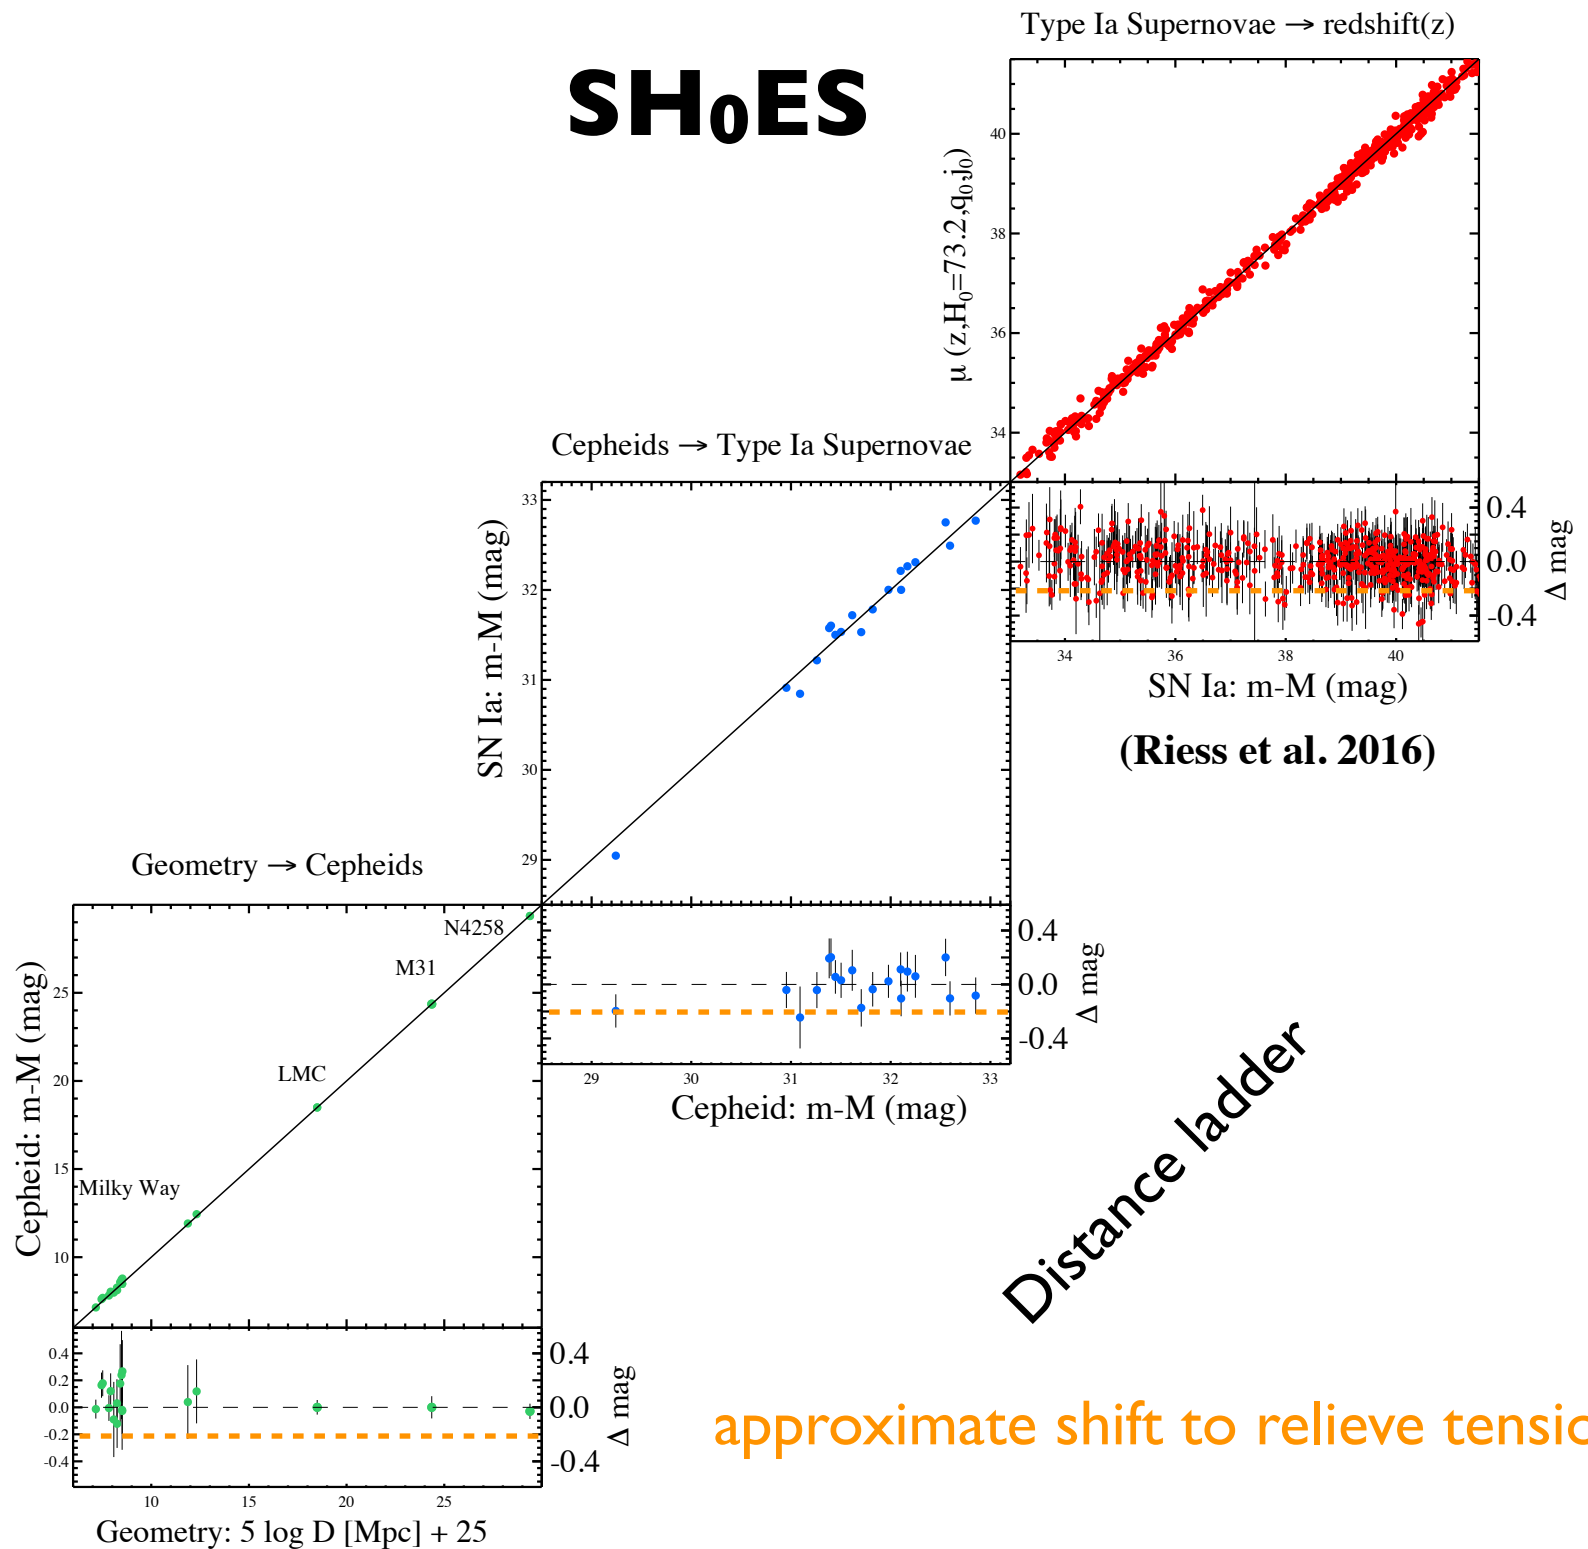 Type Ia Supernovae → redshift(z)
SH₀ES
40
38
36
34
μ (z,H₀=73.2,q₀,j₀)
0.4
0.0
-0.4
Δ mag
34 36 38 40
SN Ia: m-M (mag)
(Riess et al. 2016)
Cepheids → Type Ia Supernovae
33
32
31
30
29
SN Ia: m-M (mag)
0.4
0.0
-0.4
Δ mag
29 30 31 32 33
Cepheid: m-M (mag)
Geometry → Cepheids
N4258
M31
LMC
Milky Way
25
20
15
10
Cepheid: m-M (mag)
0.4
0.2
0.0
-0.2
-0.4
0.4
0.0
-0.4
Δ mag
10 15 20 25
Geometry: 5 log D [Mpc] + 25
Distance ladder
approximate shift to relieve tensio